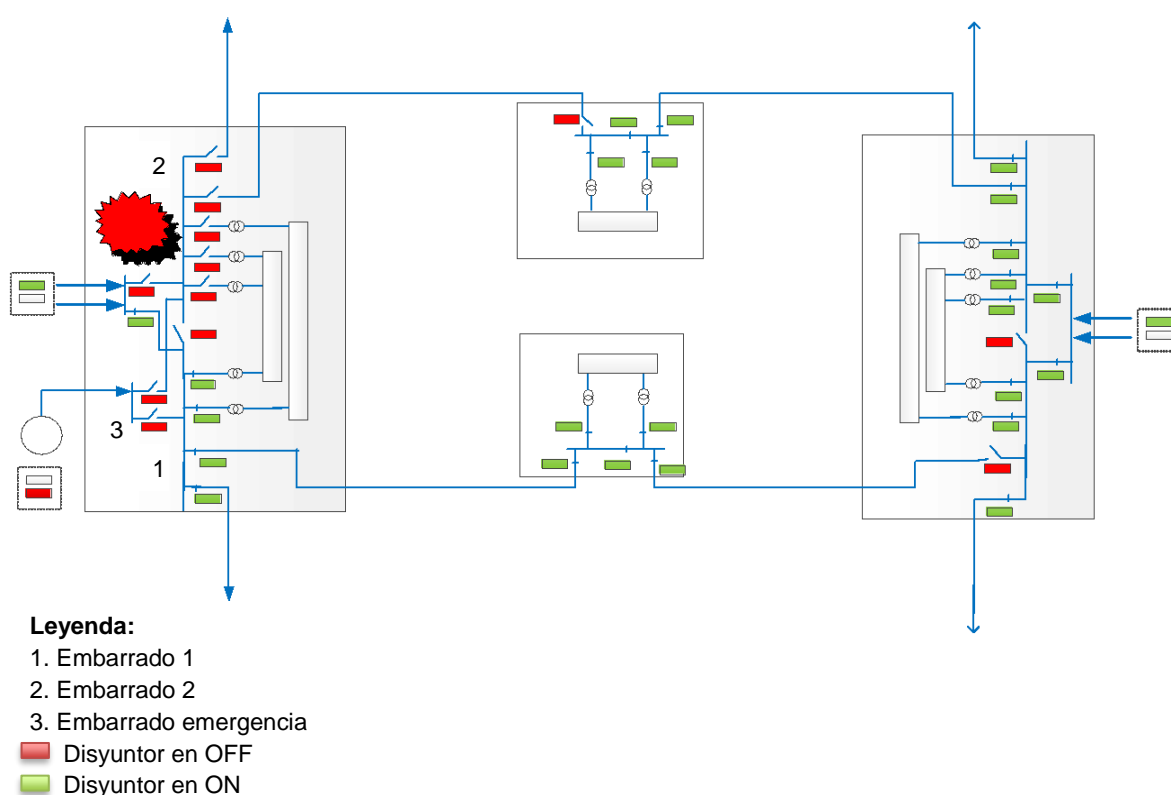 2
3
1
Leyenda:
1. Embarrado 1
2. Embarrado 2
3. Embarrado emergencia
Disyuntor en OFF
Disyuntor en ON